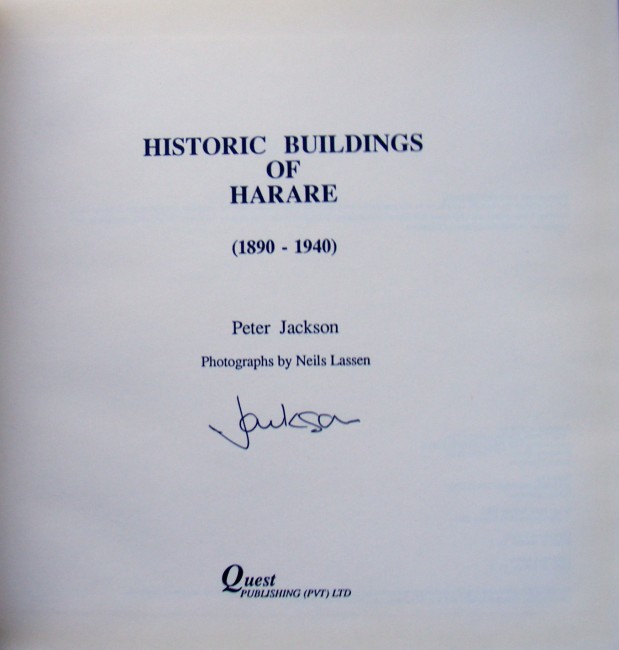 HISTORIC BUILDINGS
OF
HARARE
(1890 - 1940)
Peter Jackson
Photographs by Neils Lassen
Jackson
Quest
PUBLISHING (PVT) LTD